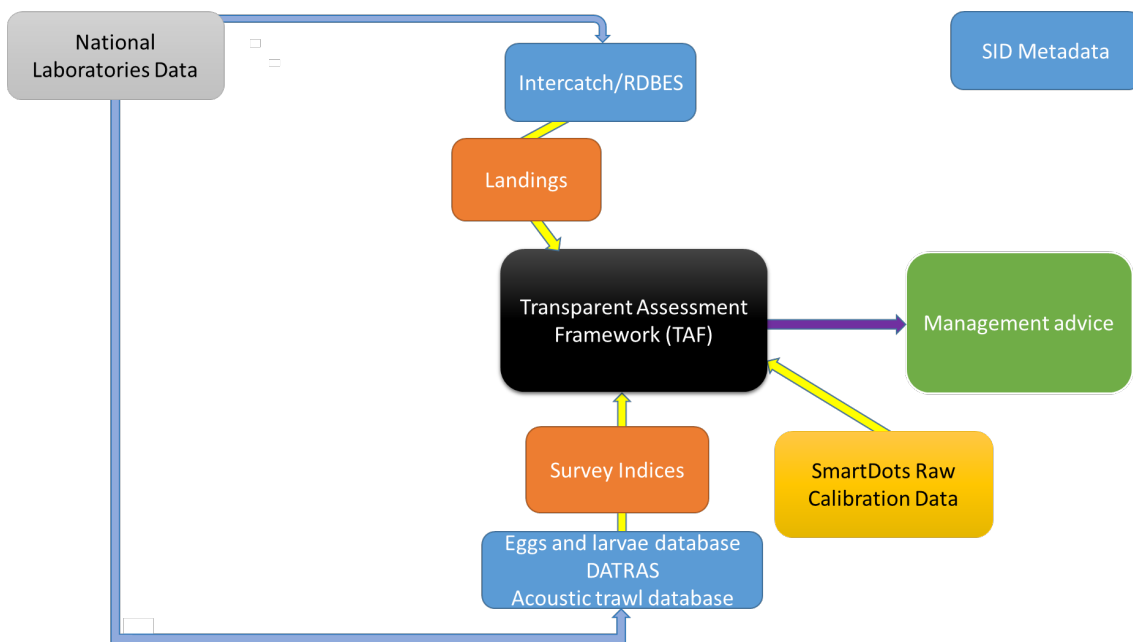 National
Laboratories Data
SID Metadata
Intercatch/RDBES
Landings
Transparent Assessment
Framework (TAF)
Management advice
Survey Indices
SmartDots Raw
Calibration Data
Eggs and larvae database
DATRAS
Acoustic trawl database